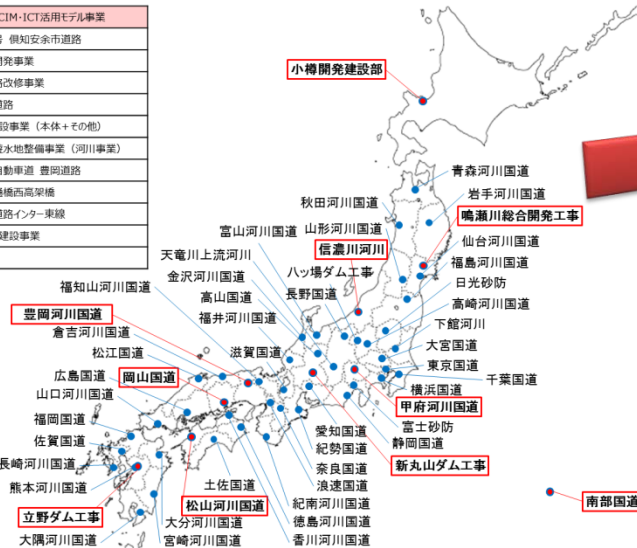 CIM・ICT活用モデル事業
倶知安余市道路
開発事業
改修事業
道路
設事業（本体+その他）
水地整備事業（河川事業）
自動車道 豊岡道路
橋西高架橋
道路インター東線
建設事業
小樽開発建設部
青森河川国道
岩手河川国道
秋田河川国道
鳴瀬川総合開発工事
山形河川国道
富山河川国道
仙台河川国道
信濃川河川
福島河川国道
天竜川上流河川
八ッ場ダム工事
日光砂防
金沢河川国道
長野国道
高崎河川国道
福知山河川国道
高山国道
下館河川
豊岡河川国道
福井河川国道
大宮国道
倉吉河川国道
滋賀国道
東京国道
松江国道
千葉国道
広島国道
岡山国道
横浜国道
山口河川国道
甲府河川国道
福岡国道
富士砂防
愛知国道
静岡国道
佐賀国道
紀勢国道
長崎河川国道
奈良国道
新丸山ダム工事
熊本河川国道
土佐国道
浪速国道
南部国道
松山河川国道
紀南河川国道
立野ダム工事
大分河川国道
徳島河川国道
大隅河川国道
宮崎河川国道
香川河川国道